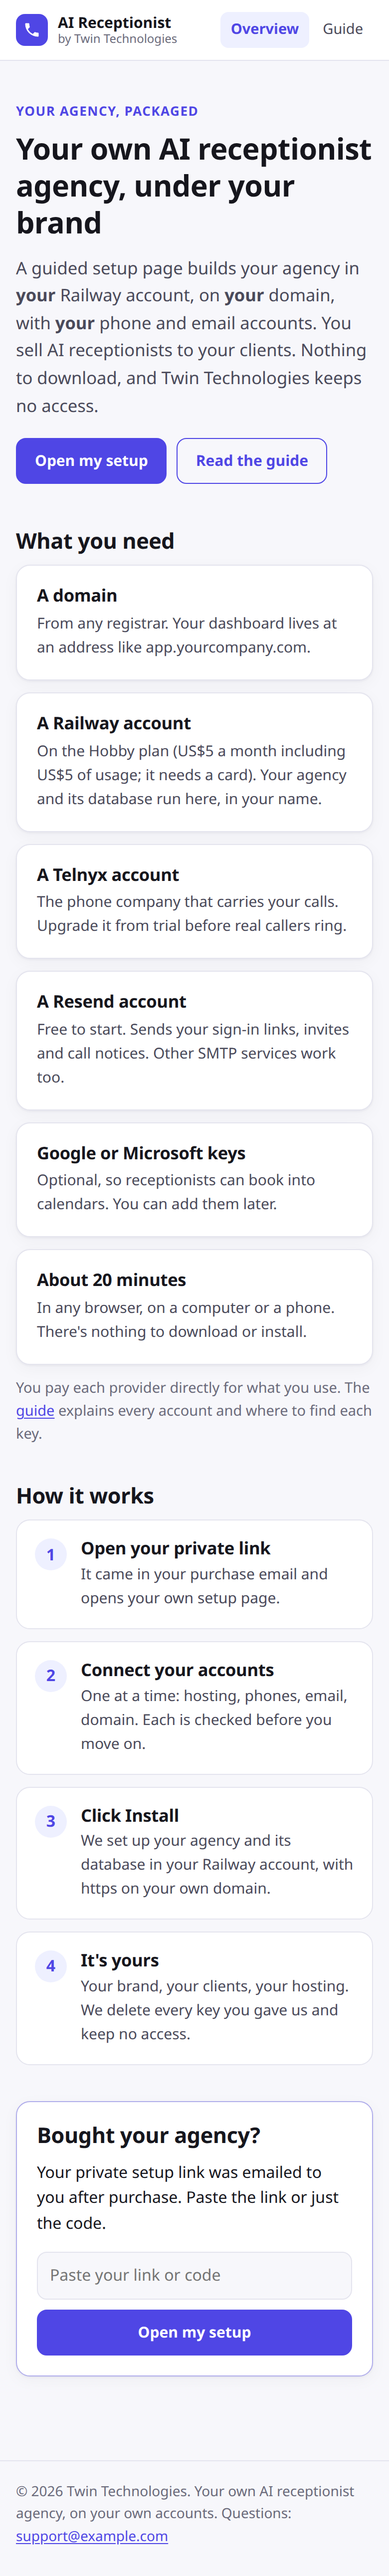 AI Receptionist
by Twin Technologies
Overview
Guide
YOUR AGENCY, PACKAGED
Your own AI receptionist
agency, under your
brand
A guided setup page builds your agency in
your Railway account, on your domain,
with your phone and email accounts. You
sell AI receptionists to your clients. Nothing
to download, and Twin Technologies keeps
no access.
Open my setup
Read the guide
What you need
A domain
From any registrar. Your dashboard lives at
an address like app.yourcompany.com.
A Railway account
On the Hobby plan (US$5 a month including
US$5 of usage; it needs a card). Your agency
and its database run here, in your name.
A Telnyx account
The phone company that carries your calls.
Upgrade it from trial before real callers ring.
A Resend account
Free to start. Sends your sign-in links, invites
and call notices. Other SMTP services work
too.
Google or Microsoft keys
Optional, so receptionists can book into
calendars. You can add them later.
About 20 minutes
In any browser, on a computer or a phone.
There's nothing to download or install.
You pay each provider directly for what you use. The
guide explains every account and where to find each
key.
How it works
1
Open your private link
It came in your purchase email and
opens your own setup page.
2
Connect your accounts
One at a time: hosting, phones, email,
domain. Each is checked before you
move on.
3
Click Install
We set up your agency and its
database in your Railway account, with
https on your own domain.
4
It's yours
Your brand, your clients, your hosting.
We delete every key you gave us and
keep no access.
Bought your agency?
Your private setup link was emailed to
you after purchase. Paste the link or just
the code.
Paste your link or code
Open my setup
© 2026 Twin Technologies. Your own AI receptionist
agency, on your own accounts. Questions:
support@example.com